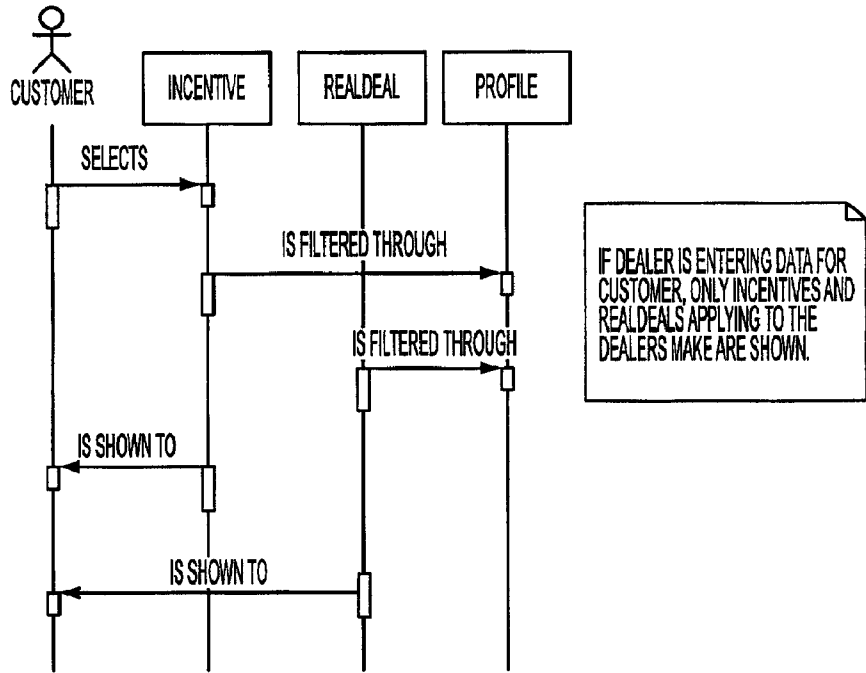 CUSTOMER
INCENTIVE
REALDEAL
PROFILE
SELECTS
IS FILTERED THROUGH
IS FILTERED THROUGH
IS SHOWN TO
IS SHOWN TO
IF DEALER IS ENTERING DATA FOR
CUSTOMER, ONLY INCENTIVES AND
REALDEALS APPLYING TO THE
DEALERS MAKE ARE SHOWN.